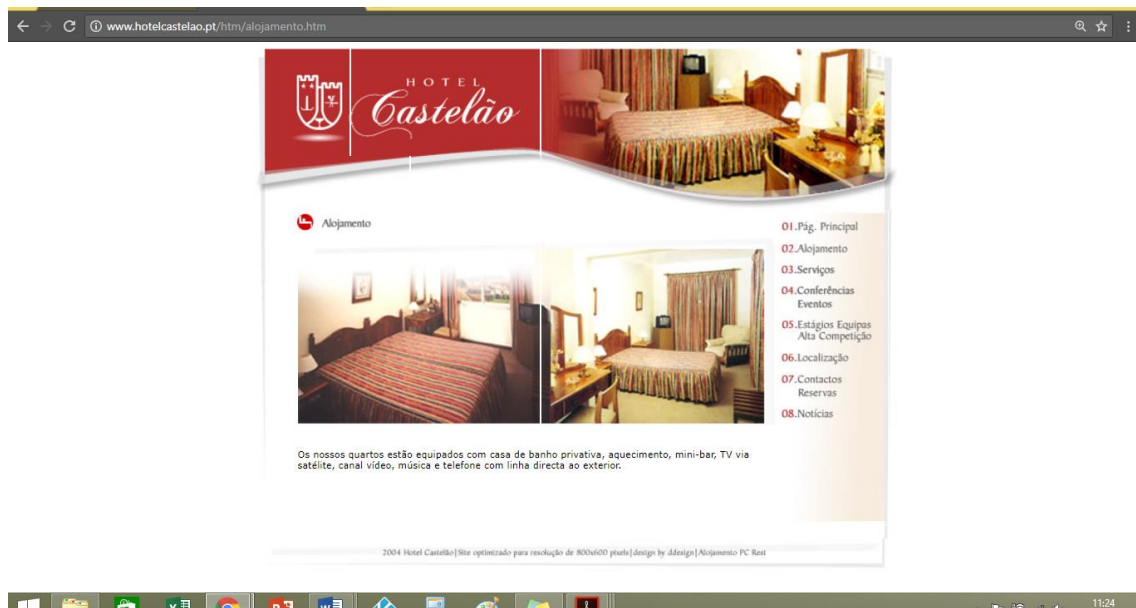 www.hotelcastelao.pt/htm/alojamento.htm
HOTEL
Castelão
Alojamento
01.Pág. Principal
02.Alojamento
03.Serviços
04.Conferências
Eventos
05.Estágios Equipas
Alta Competição
06.Localização
07.Contactos
Reservas
08.Notícias
Os nossos quartos estão equipados com casa de banho privativa, aquecimento, mini-bar, TV via
satélite, canal vídeo, música e telefone com linha directa ao exterior.
2004 Hotel Castelão|Site optimizado para resolução de 800x600 pixels|design by ddesign|Alojamento PC Rest
11:24